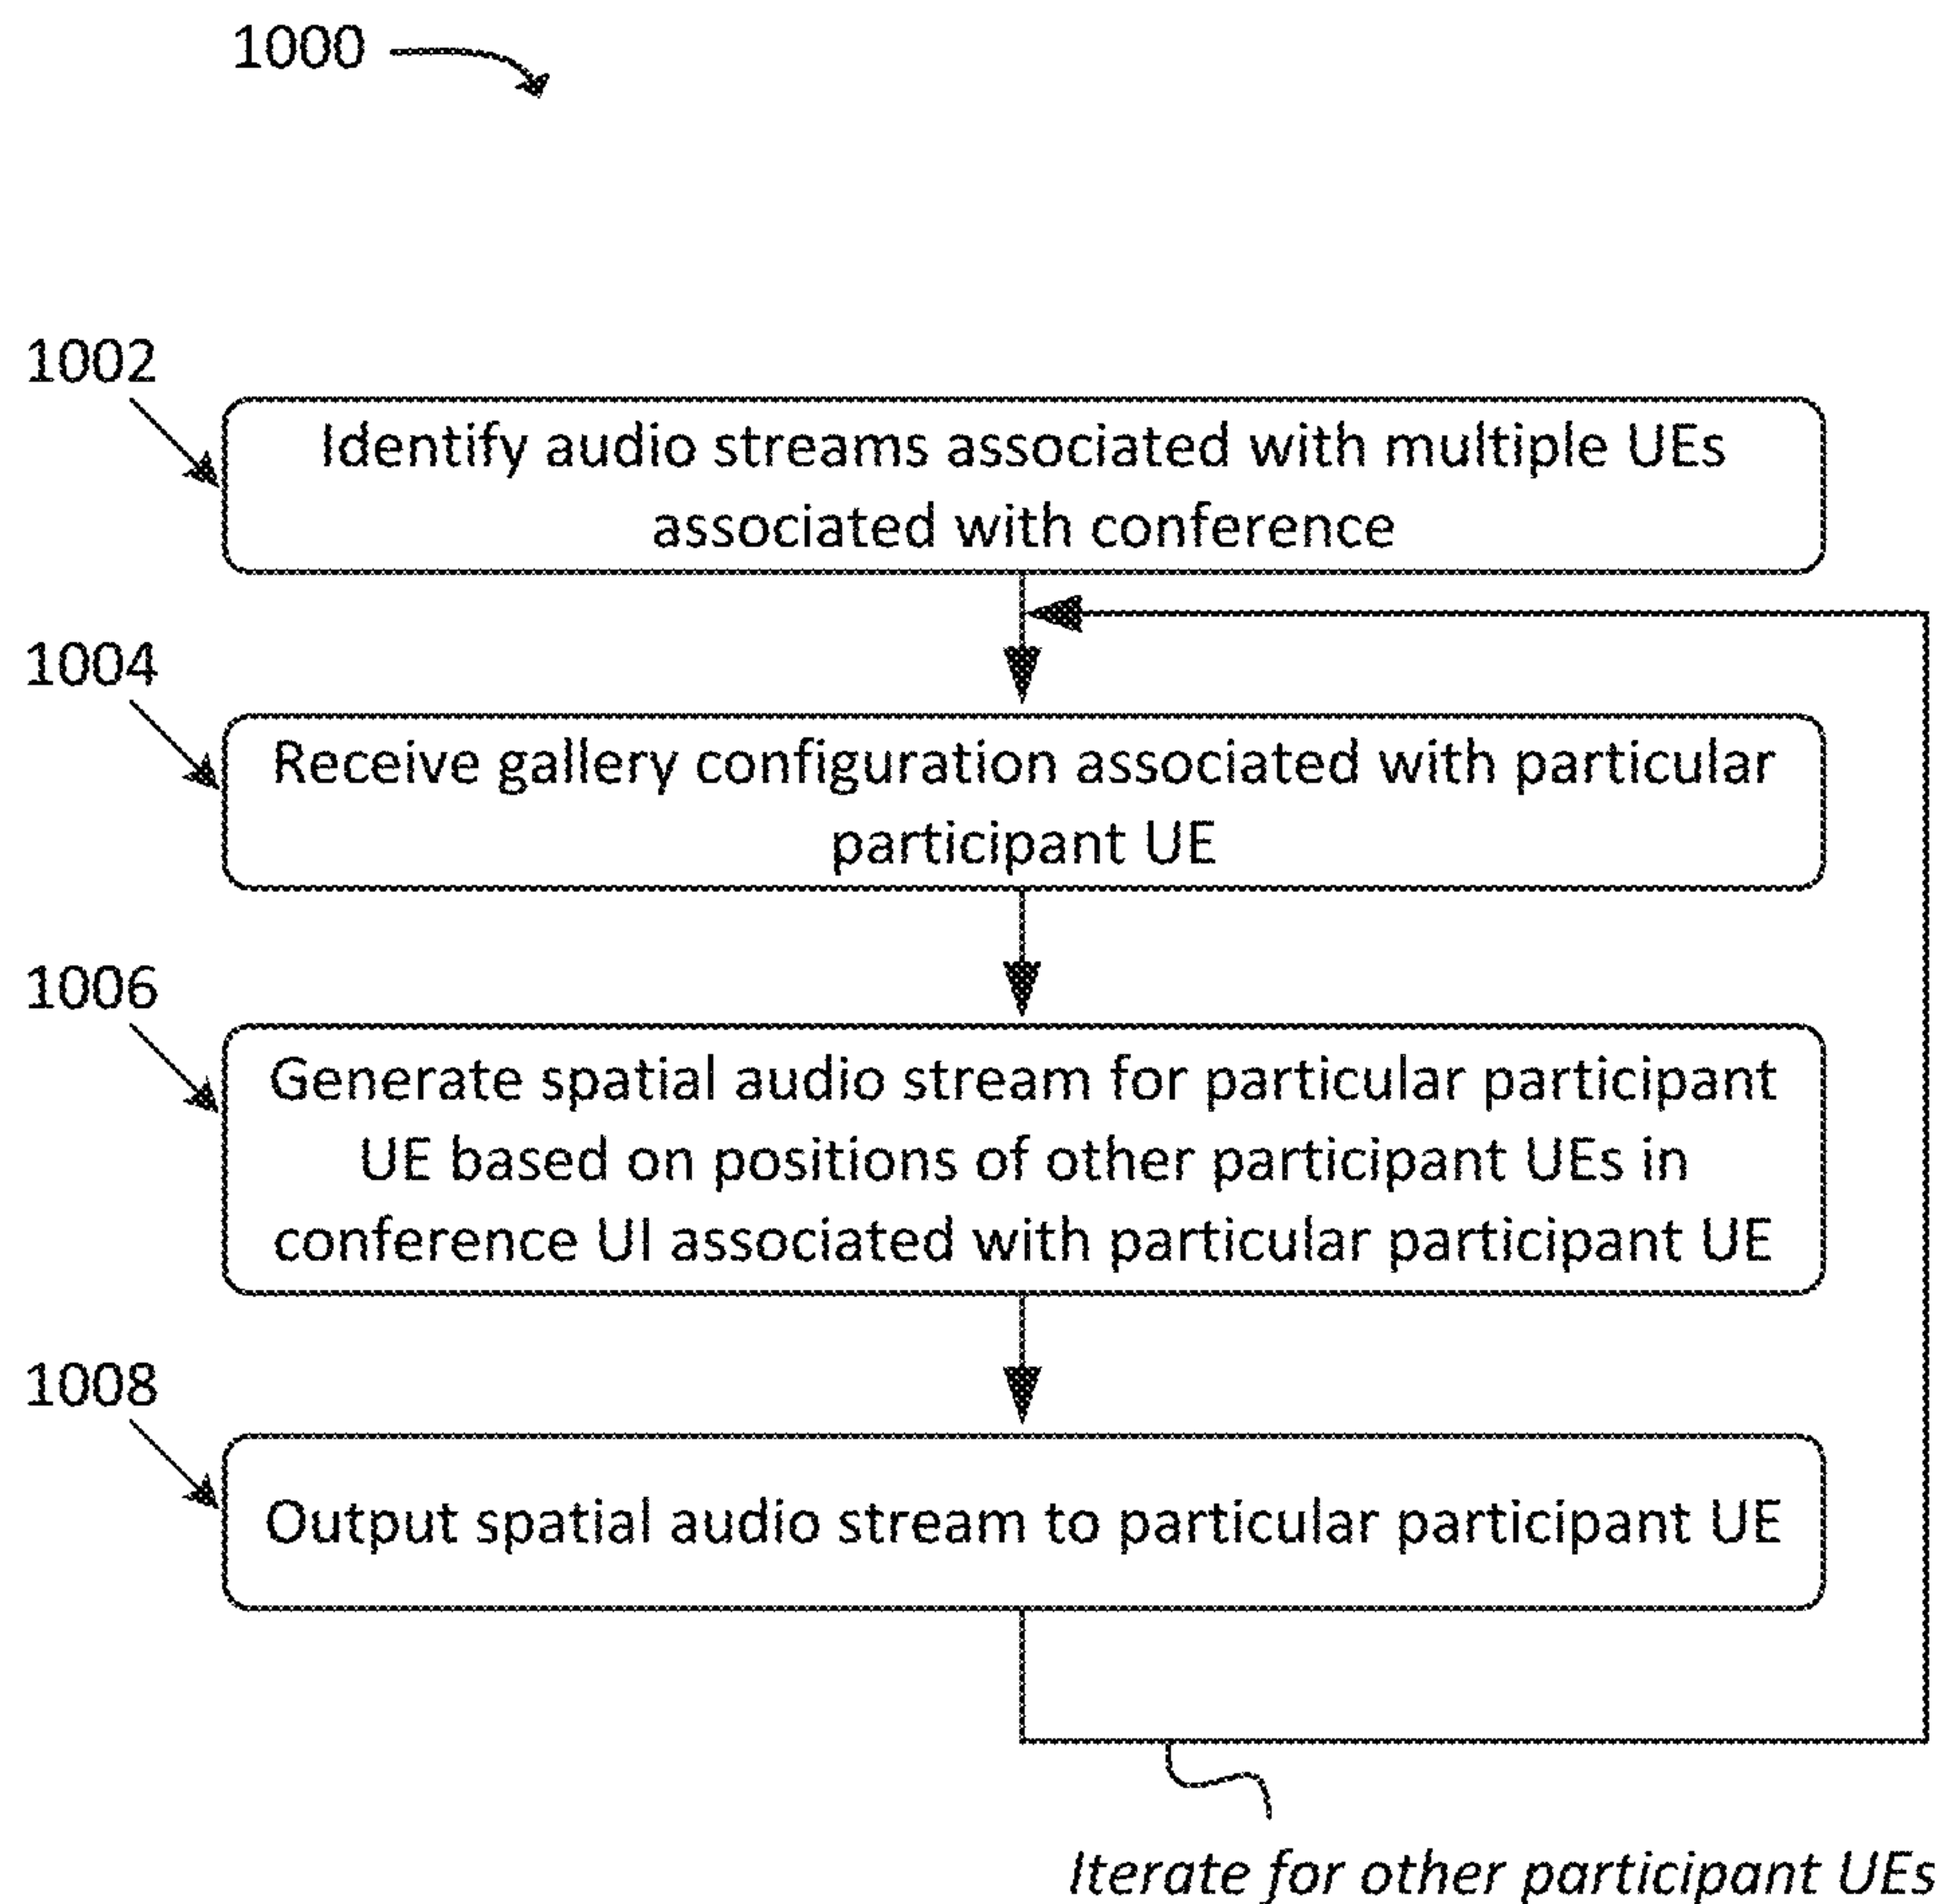 1000
1002
Identify audio streams associated with multiple UEs
associated with conference
1004
Receive gallery configuration associated with particular
participant UE
1006
Generate spatial audio stream for particular participant
UE based on positions of other participant UEs in
conference UI associated with particular participant UE
1008
Output spatial audio stream to particular participant UE
Iterate for other participant UEs